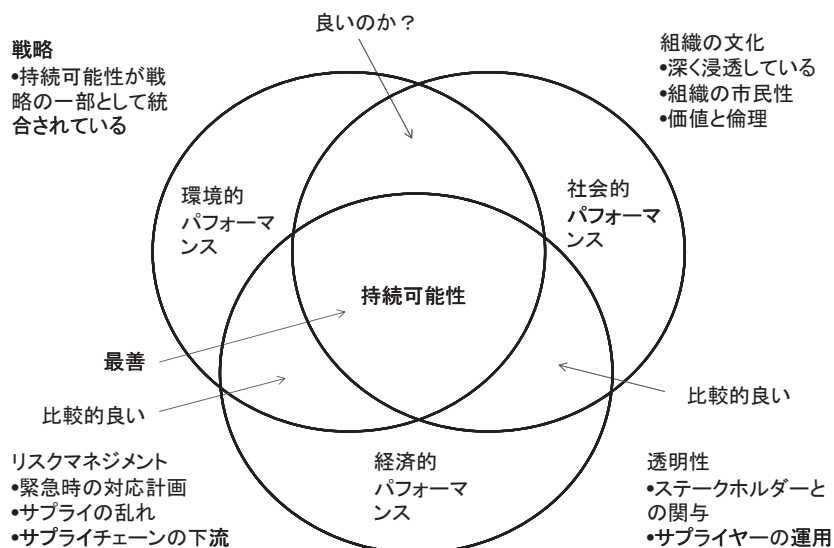 良いのか？
戦略
•持続可能性が戦
略の一部として統
合されている
組織の文化
•深く浸透している
•組織の市民性
•価値と倫理
環境的
パフォーマ
ンス
社会的
パフォーマ
ンス
持続可能性
最善
比較的良い
比較的良い
リスクマネジメント
•緊急時の対応計画
•サプライの乱れ
•サプライチェーンの下流
経済的
パフォーマ
ンス
透明性
•ステークホルダーと
の関与
•サプライヤーの運用